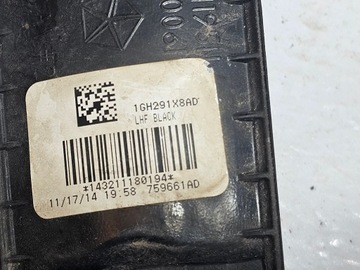 1GH291X8AD
LHF BLACK
*143211180194*
11/17/14 19.58 759661AD